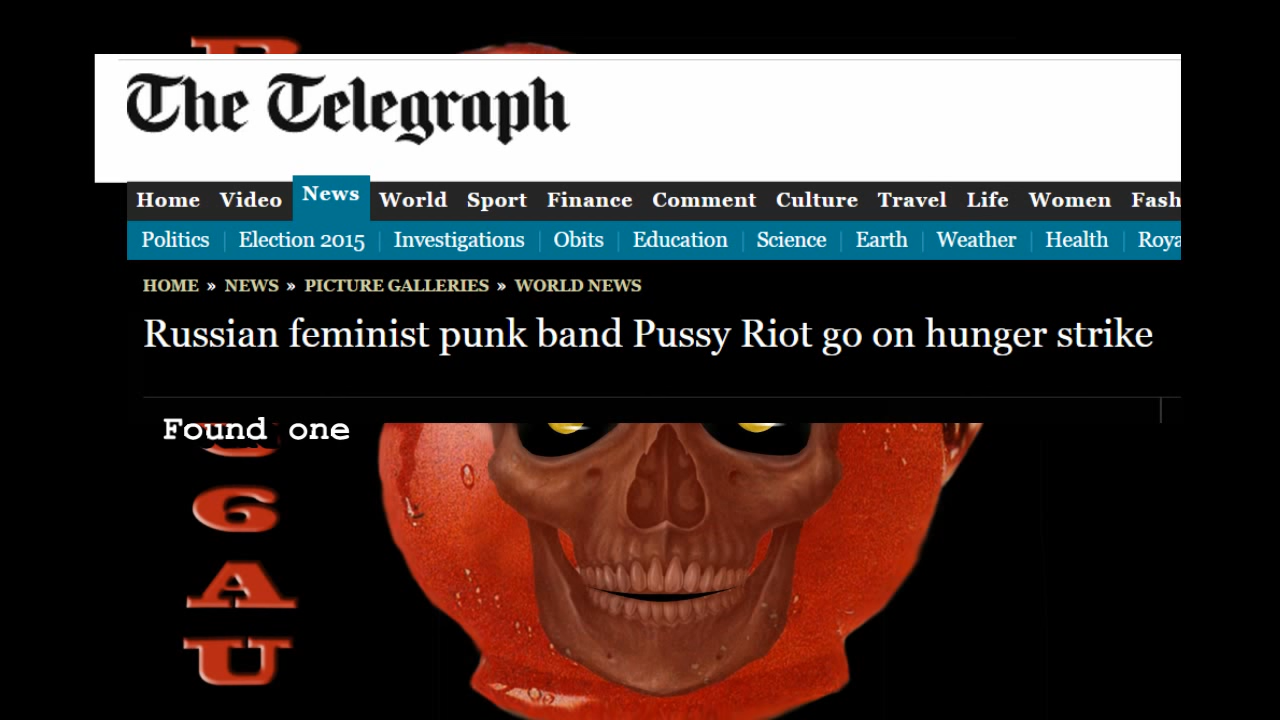 The Telegraph
Home Video News World Sport Finance Comment Culture Travel Life Women Fash
Politics Election 2015 Investigations Obits Education Science Earth Weather Health Roya
HOME » NEWS » PICTURE GALLERIES » WORLD NEWS
Russian feminist punk band Pussy Riot go on hunger strike
Found one
6
A
U